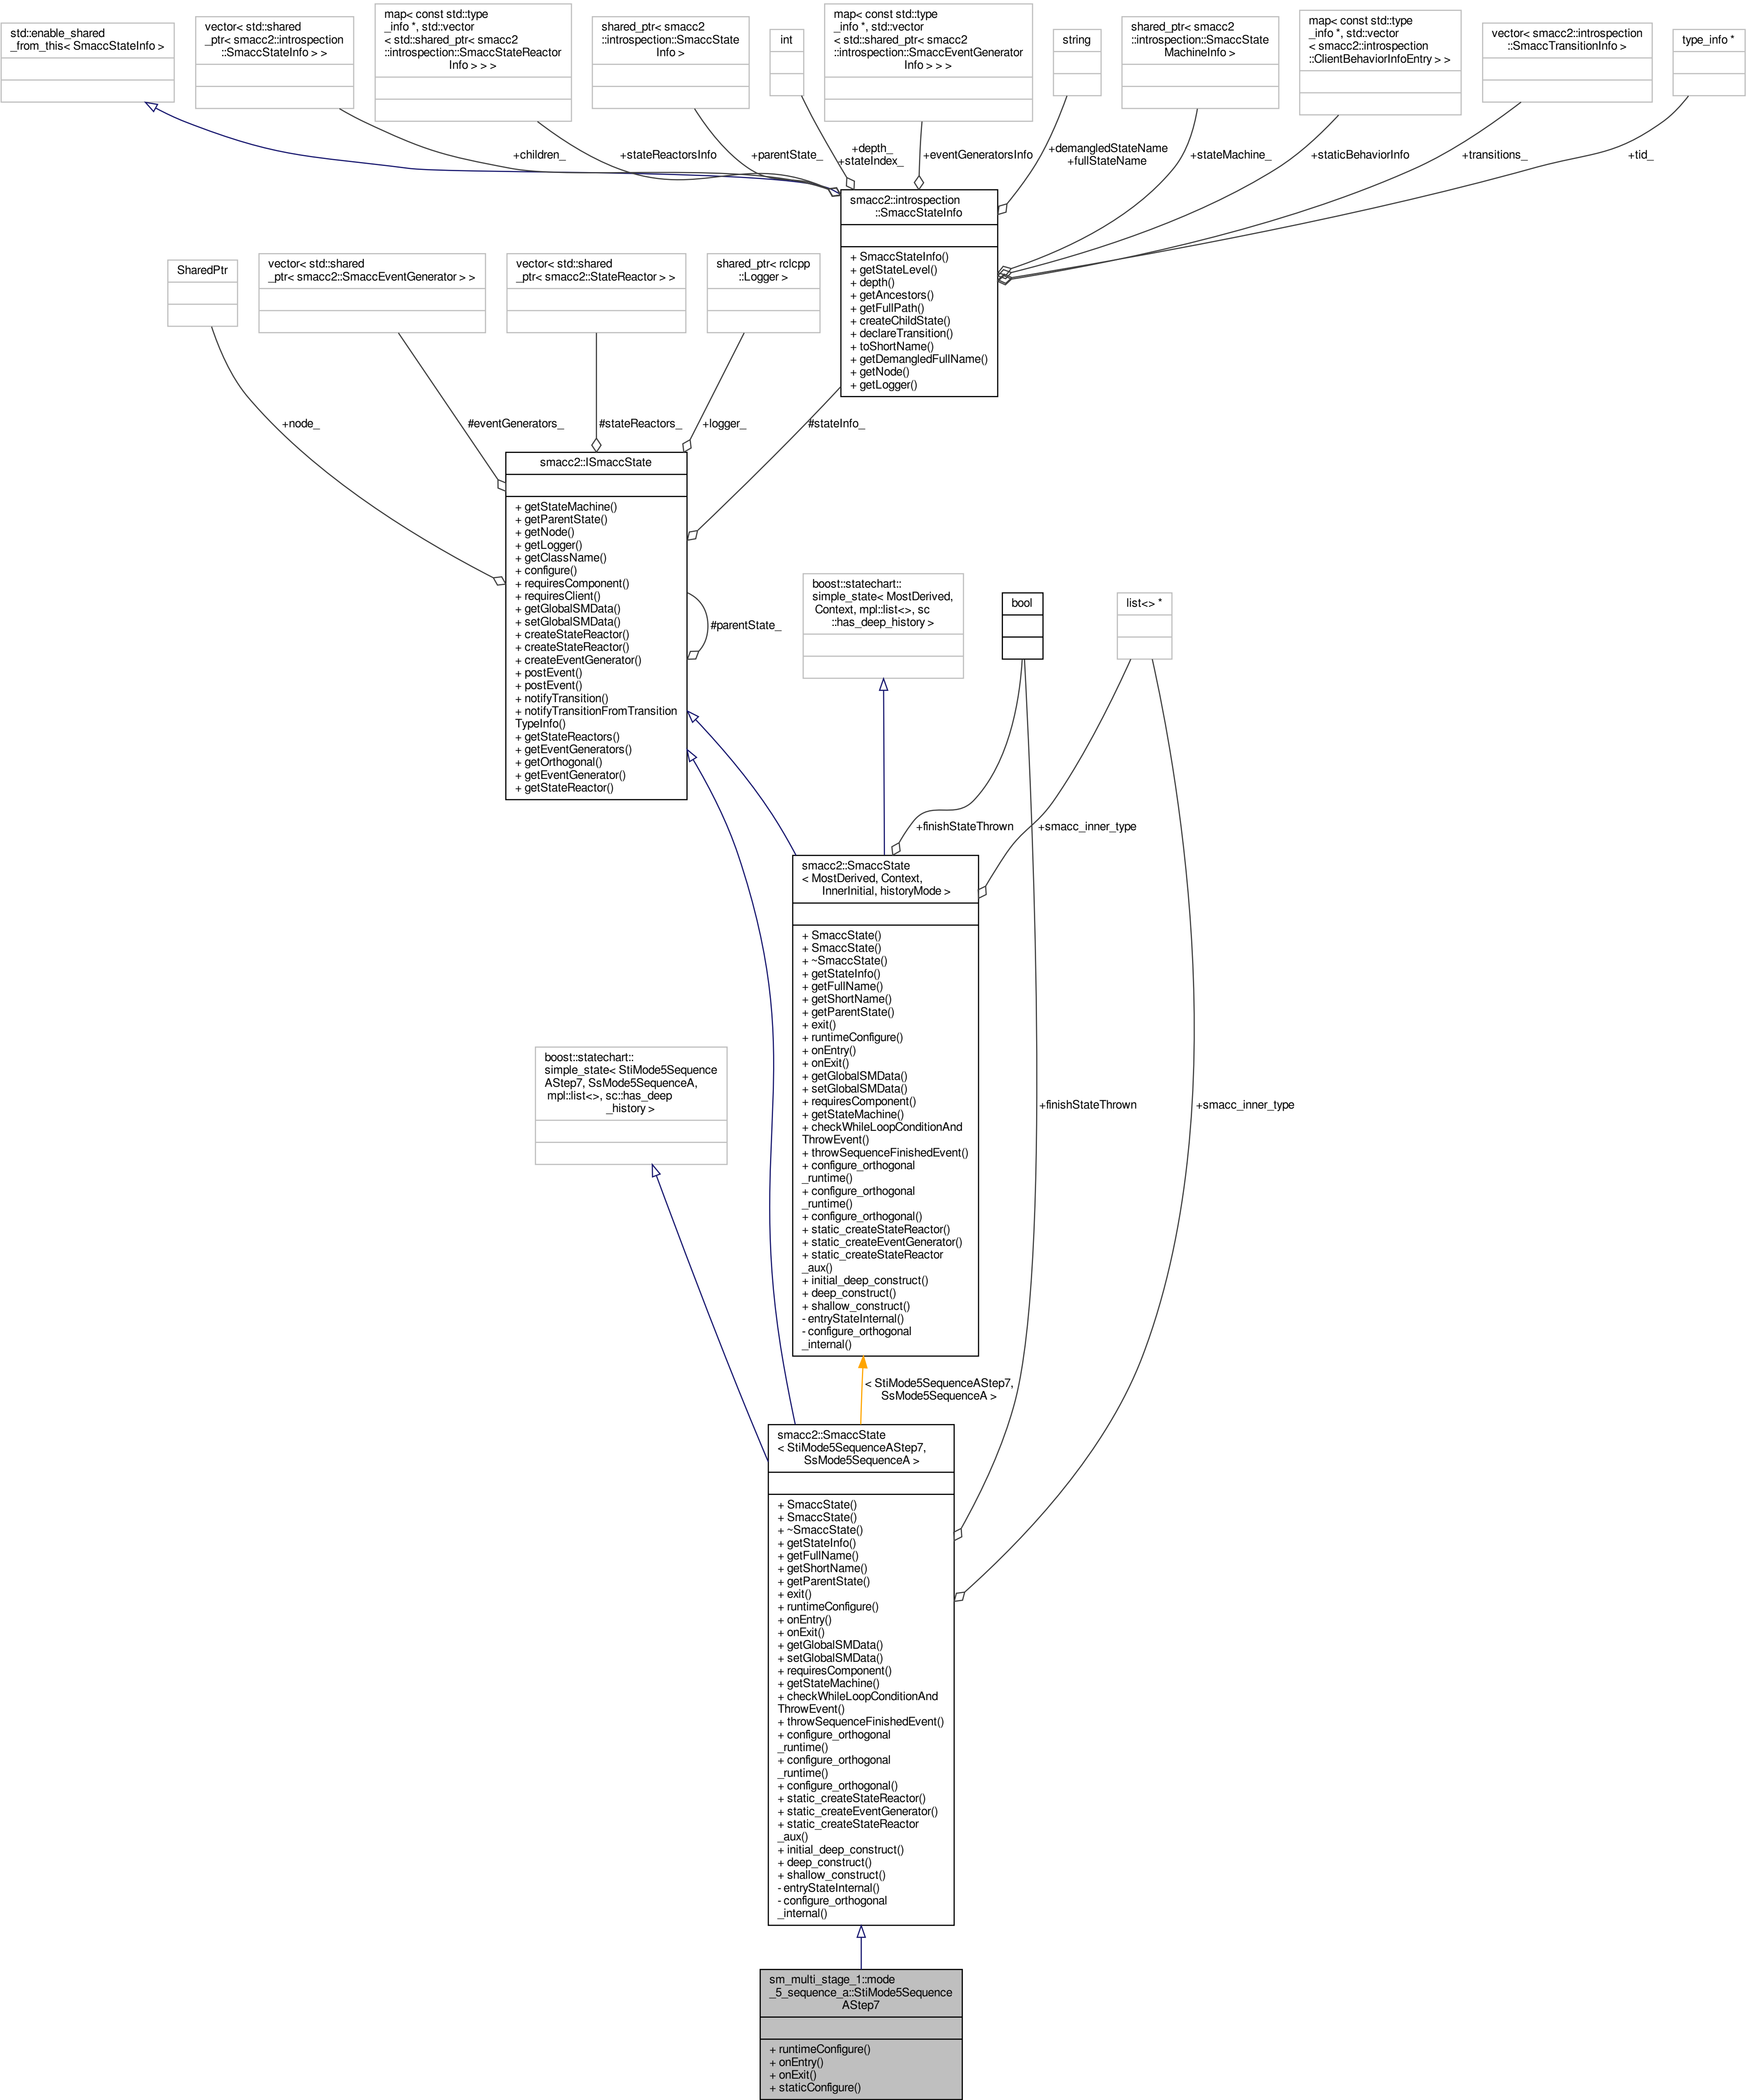 std::enable_shared
_from_this< SmaccStateInfo >
vector< std::shared
_ptr< smacc2::introspection
::SmaccStateInfo > >
map< const std::type
_info *, std::vector
< std::shared_ptr< smacc2
::introspection::SmaccStateReactor
Info > > >
shared_ptr< smacc2
::introspection::SmaccState
Info >
int
map< const std::type
_info *, std::vector
< std::shared_ptr< smacc2
::introspection::SmaccEventGenerator
Info > > >
string
shared_ptr< smacc2
::introspection::SmaccState
MachineInfo >
map< const std::type
_info *, std::vector
< smacc2::introspection
::ClientBehaviorInfoEntry > >
vector< smacc2::introspection
::SmaccTransitionInfo >
type_info *
+children_
+stateReactorsInfo
+parentState_
+depth_
+stateIndex_
+eventGeneratorsInfo
+demangledStateName
+fullStateName
+stateMachine_
+staticBehaviorInfo
+transitions_
+tid_
smacc2::introspection
::SmaccStateInfo
+ SmaccStateInfo()
+ getStateLevel()
+ depth()
+ getAncestors()
+ getFullPath()
+ createChildState()
+ declareTransition()
+ toShortName()
+ getDemangledFullName()
+ getNode()
+ getLogger()
SharedPtr
vector< std::shared
_ptr< smacc2::SmaccEventGenerator > >
vector< std::shared
_ptr< smacc2::StateReactor > >
shared_ptr< rclcpp
::Logger >
+node_
#eventGenerators_
#stateReactors_
+logger_
#stateInfo_
smacc2::ISmaccState
+ getStateMachine()
+ getParentState()
+ getNode()
+ getLogger()
+ getClassName()
+ configure()
+ requiresComponent()
+ requiresClient()
+ getGlobalSMData()
+ setGlobalSMData()
+ createStateReactor()
+ createStateReactor()
+ createEventGenerator()
+ postEvent()
+ postEvent()
+ notifyTransition()
+ notifyTransitionFromTransition
TypeInfo()
+ getStateReactors()
+ getEventGenerators()
+ getOrthogonal()
+ getEventGenerator()
+ getStateReactor()
#parentState_
boost::statechart::
simple_state< MostDerived,
Context, mpl::list<>, sc
::has_deep_history >
bool
list<> *
+finishStateThrown
+smacc_inner_type
smacc2::SmaccState
< MostDerived, Context,
InnerInitial, historyMode >
+ SmaccState()
+ SmaccState()
+ ~SmaccState()
+ getStateInfo()
+ getFullName()
+ getShortName()
+ getParentState()
+ exit()
+ runtimeConfigure()
+ onEntry()
+ onExit()
+ getGlobalSMData()
+ setGlobalSMData()
+ requiresComponent()
+ getStateMachine()
+ checkWhileLoopConditionAnd
ThrowEvent()
+ throwSequenceFinishedEvent()
+ configure_orthogonal
_runtime()
+ configure_orthogonal
_runtime()
+ configure_orthogonal()
+ static_createStateReactor()
+ static_createEventGenerator()
+ static_createStateReactor
_aux()
+ initial_deep_construct()
+ deep_construct()
+ shallow_construct()
- entryStateInternal()
- configure_orthogonal
_internal()
boost::statechart::
simple_state< StiMode5Sequence
AStep7, SsMode5SequenceA,
mpl::list<>, sc::has_deep
_history >
+finishStateThrown
+smacc_inner_type
< StiMode5SequenceAStep7,
SsMode5SequenceA >
smacc2::SmaccState
< StiMode5SequenceAStep7,
SsMode5SequenceA >
+ SmaccState()
+ SmaccState()
+ ~SmaccState()
+ getStateInfo()
+ getFullName()
+ getShortName()
+ getParentState()
+ exit()
+ runtimeConfigure()
+ onEntry()
+ onExit()
+ getGlobalSMData()
+ setGlobalSMData()
+ requiresComponent()
+ getStateMachine()
+ checkWhileLoopConditionAnd
ThrowEvent()
+ throwSequenceFinishedEvent()
+ configure_orthogonal
_runtime()
+ configure_orthogonal
_runtime()
+ configure_orthogonal()
+ static_createStateReactor()
+ static_createEventGenerator()
+ static_createStateReactor
_aux()
+ initial_deep_construct()
+ deep_construct()
+ shallow_construct()
- entryStateInternal()
- configure_orthogonal
_internal()
sm_multi_stage_1::mode
_5_sequence_a::StiMode5Sequence
AStep7
+ runtimeConfigure()
+ onEntry()
+ onExit()
+ staticConfigure()